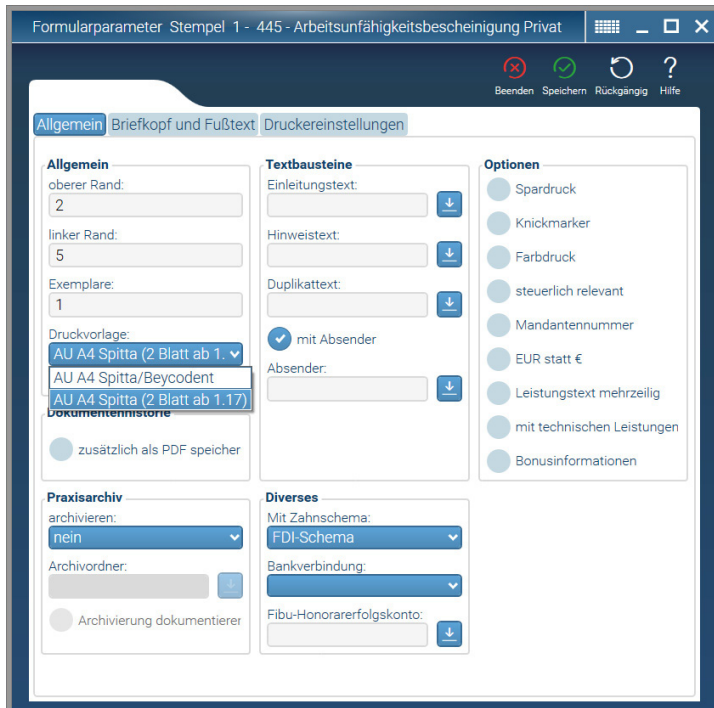 Formularparameter Stempel 1 - 445 - Arbeitsunfähigkeitsbescheinigung Privat
Beenden Speichern Rückgängig Hilfe
Allgemein Briefkopf und Fußtext Druckereinstellungen
Allgemein
oberer Rand:
2
linker Rand:
5
Exemplare:
1
Druckvorlage:
AU A4 Spitta (2 Blatt ab 1.
AU A4 Spitta/Beycodent
AU A4 Spitta (2 Blatt ab 1.17)
Dokumentenhistorie
zusätzlich als PDF speicher
Textbausteine
Einleitungstext:
Hinweistext:
Duplikattext:
mit Absender
Absender:
Optionen
Spardruck
Knickmarker
Farbdruck
steuerlich relevant
Mandantennummer
EUR statt €
Leistungstext mehrzeilig
mit technischen Leistungen
Bonusinformationen
Praxisarchiv
archivieren:
nein
Archivordner:
Archivierung dokumentierer
Diverses
Mit Zahnschema:
FDI-Schema
Bankverbindung:
Fibu-Honorarerfolgskonto: